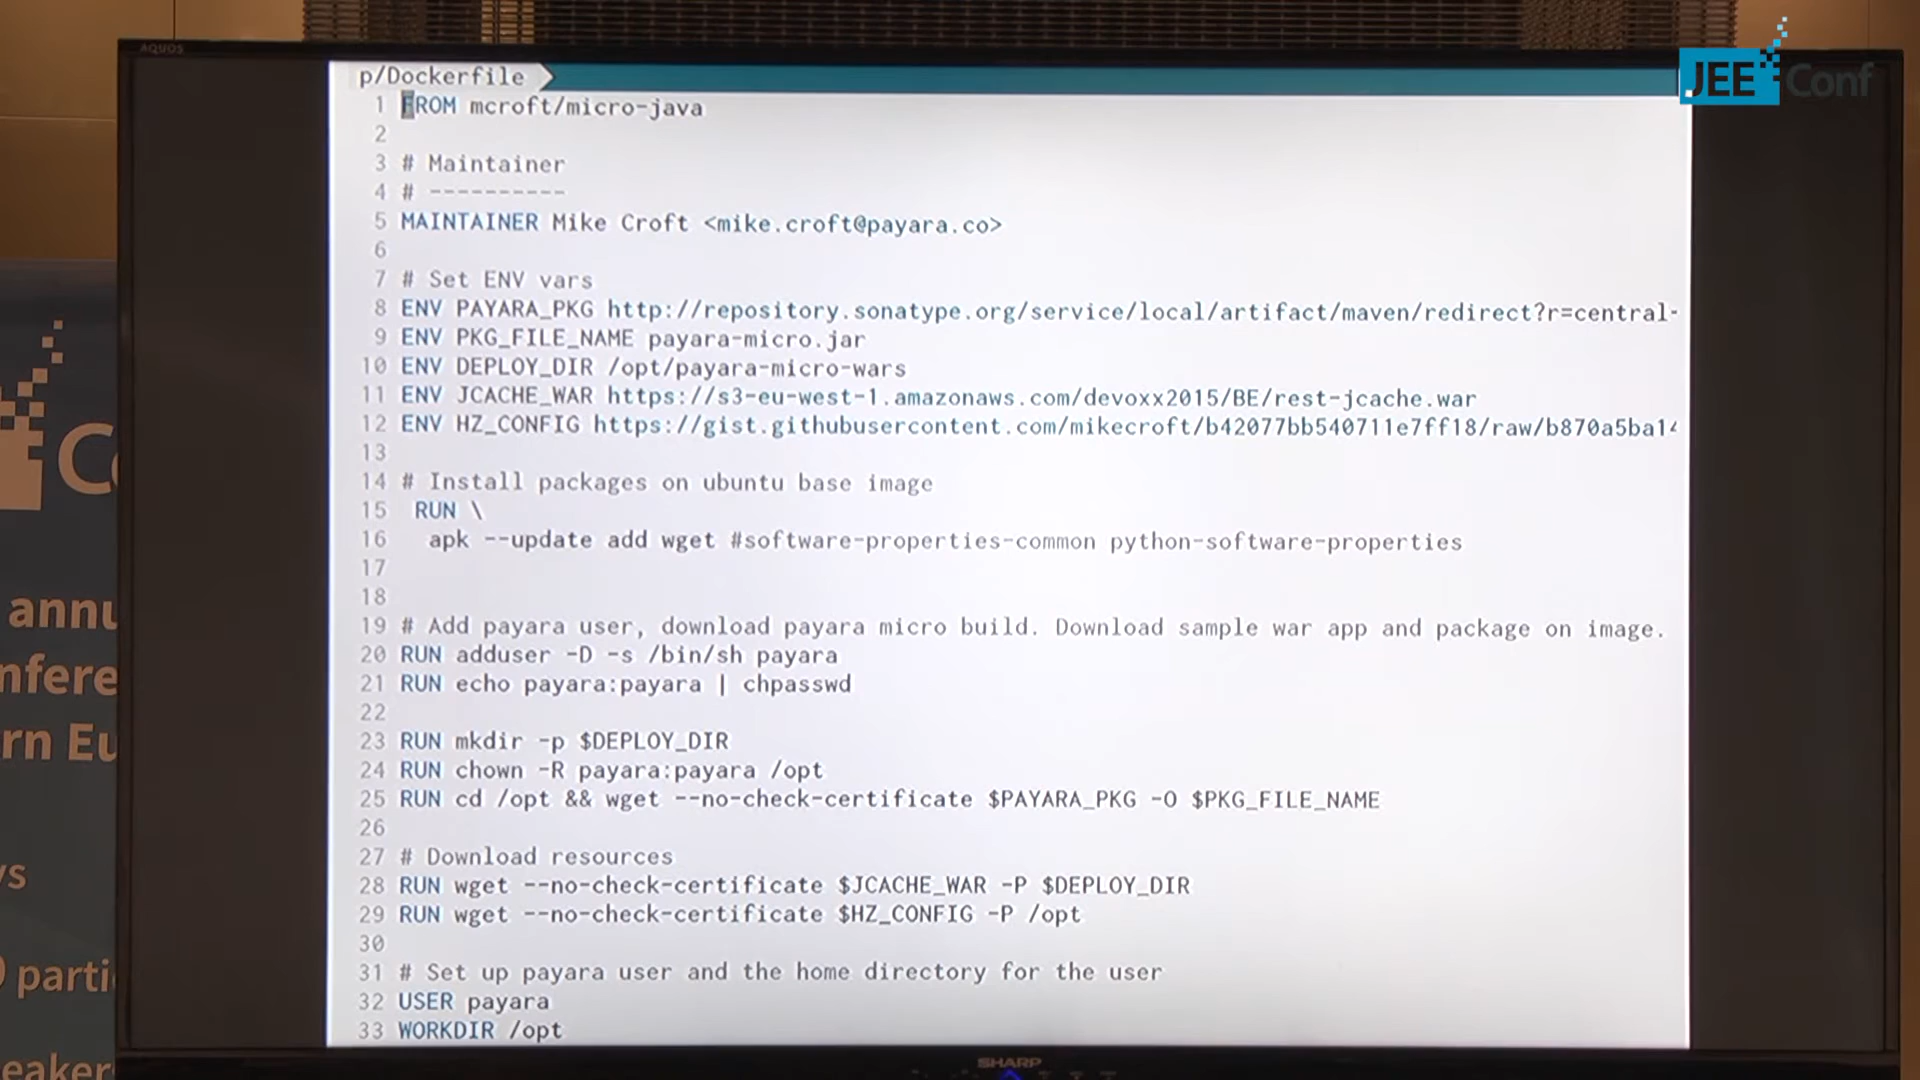 AQUOS
JEE Conf
p/Dockerfile
1 FROM mcroft/micro-java
2
3 # Maintainer
4 # ----------
5 MAINTAINER Mike Croft <mike.croft@payara.co>
6
7 # Set ENV vars
8 ENV PAYARA_PKG http://repository.sonatype.org/service/local/artifact/maven/redirect?r=central-
9 ENV PKG_FILE_NAME payara-micro.jar
10 ENV DEPLOY_DIR /opt/payara-micro-wars
11 ENV JCACHE_WAR https://s3-eu-west-1.amazonaws.com/devoxx2015/BE/rest-jcache.war
12 ENV HZ_CONFIG https://gist.githubusercontent.com/mikecroft/b42077bb540711e7ff18/raw/b870a5ba14
13
14 # Install packages on ubuntu base image
15 RUN \
16 apk --update add wget #software-properties-common python-software-properties
17
18
19 # Add payara user, download payara micro build. Download sample war app and package on image.
20 RUN adduser -D -s /bin/sh payara
21 RUN echo payara:payara | chpasswd
22
23 RUN mkdir -p $DEPLOY_DIR
24 RUN chown -R payara:payara /opt
25 RUN cd /opt && wget --no-check-certificate $PAYARA_PKG -O $PKG_FILE_NAME
26
27 # Download resources
28 RUN wget --no-check-certificate $JCACHE_WAR -P $DEPLOY_DIR
29 RUN wget --no-check-certificate $HZ_CONFIG -P /opt
30
31 # Set up payara user and the home directory for the user
32 USER payara
33 WORKDIR /opt
SHARP
annu
nfere
rn Eu
parti
eaker